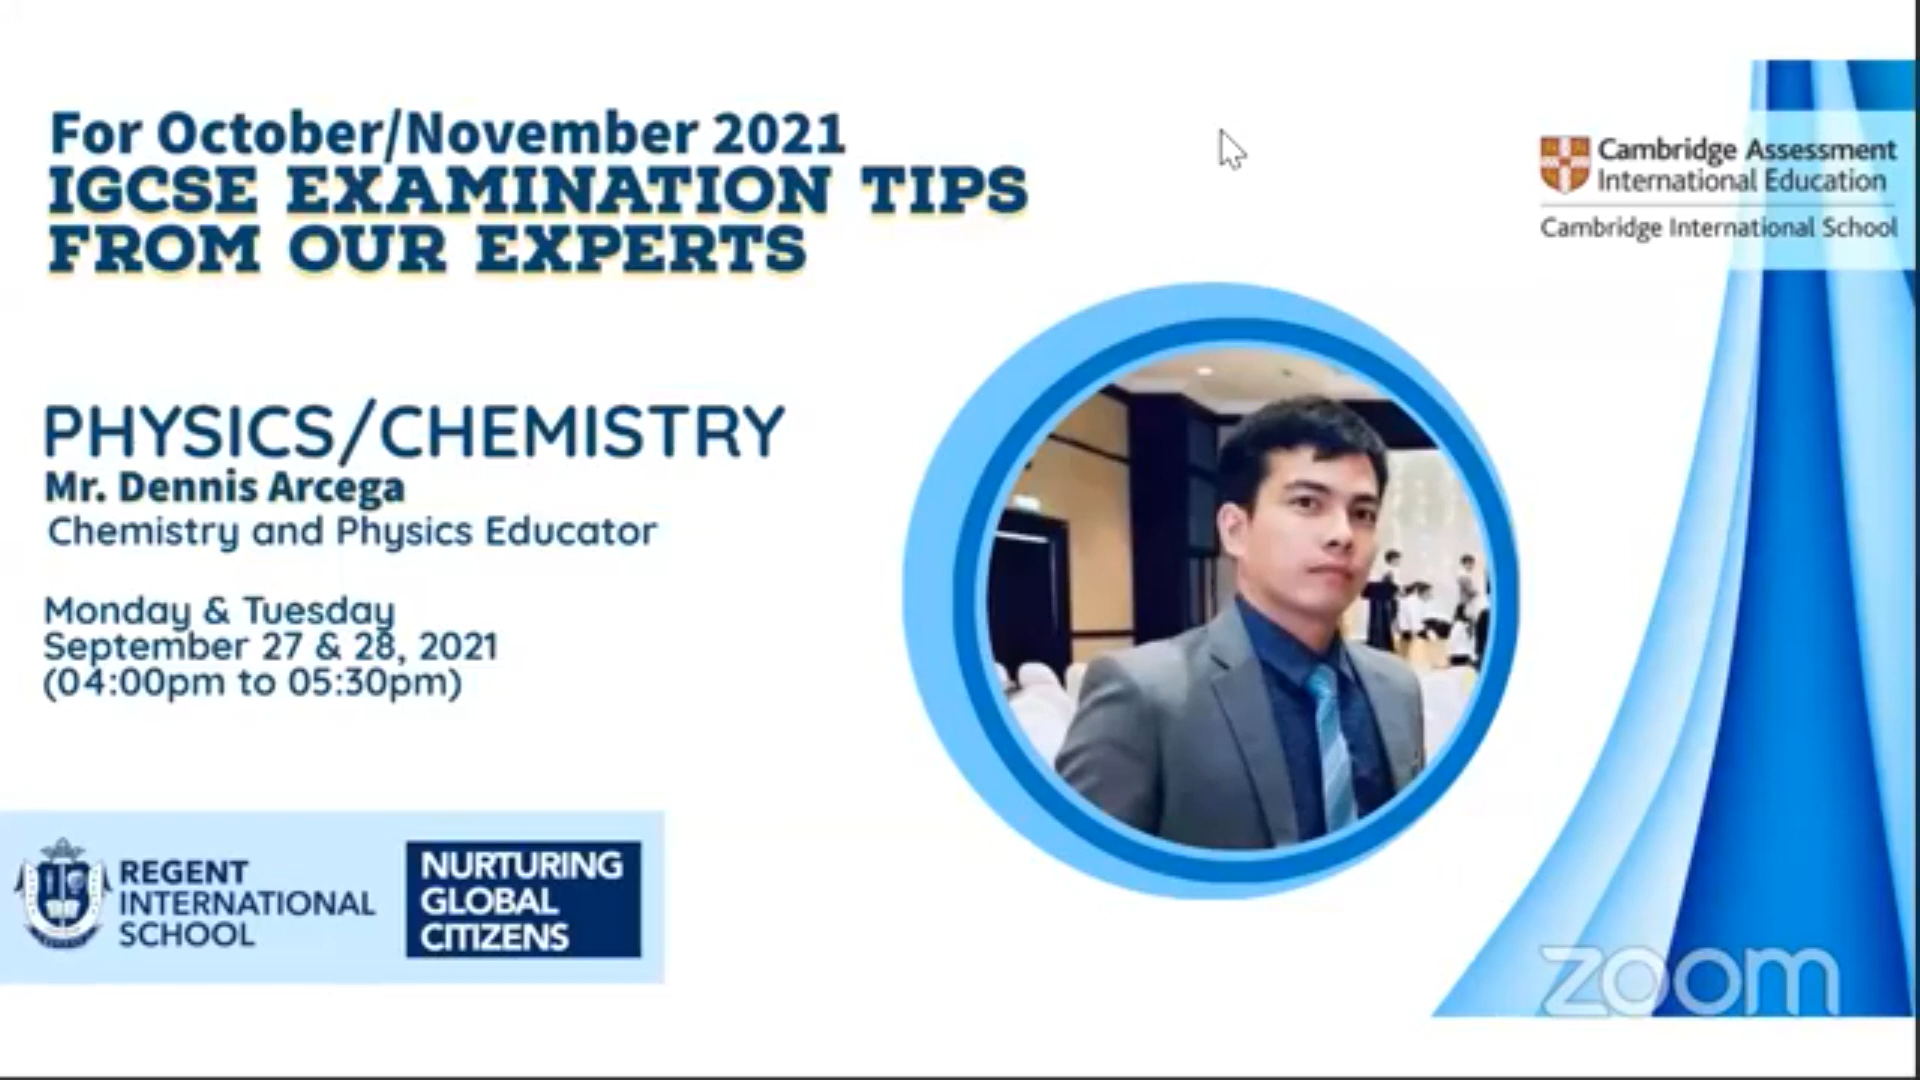 For October/November 2021
IGCSE EXAMINATION TIPS
FROM OUR EXPERTS
Cambridge Assessment
International Education
Cambridge International School
PHYSICS/CHEMISTRY
Mr. Dennis Arcega
Chemistry and Physics Educator
Monday & Tuesday
September 27 & 28, 2021
(04:00pm to 05:30pm)
REGENT
INTERNATIONAL
SCHOOL
NURTURING
GLOBAL
CITIZENS
zoom